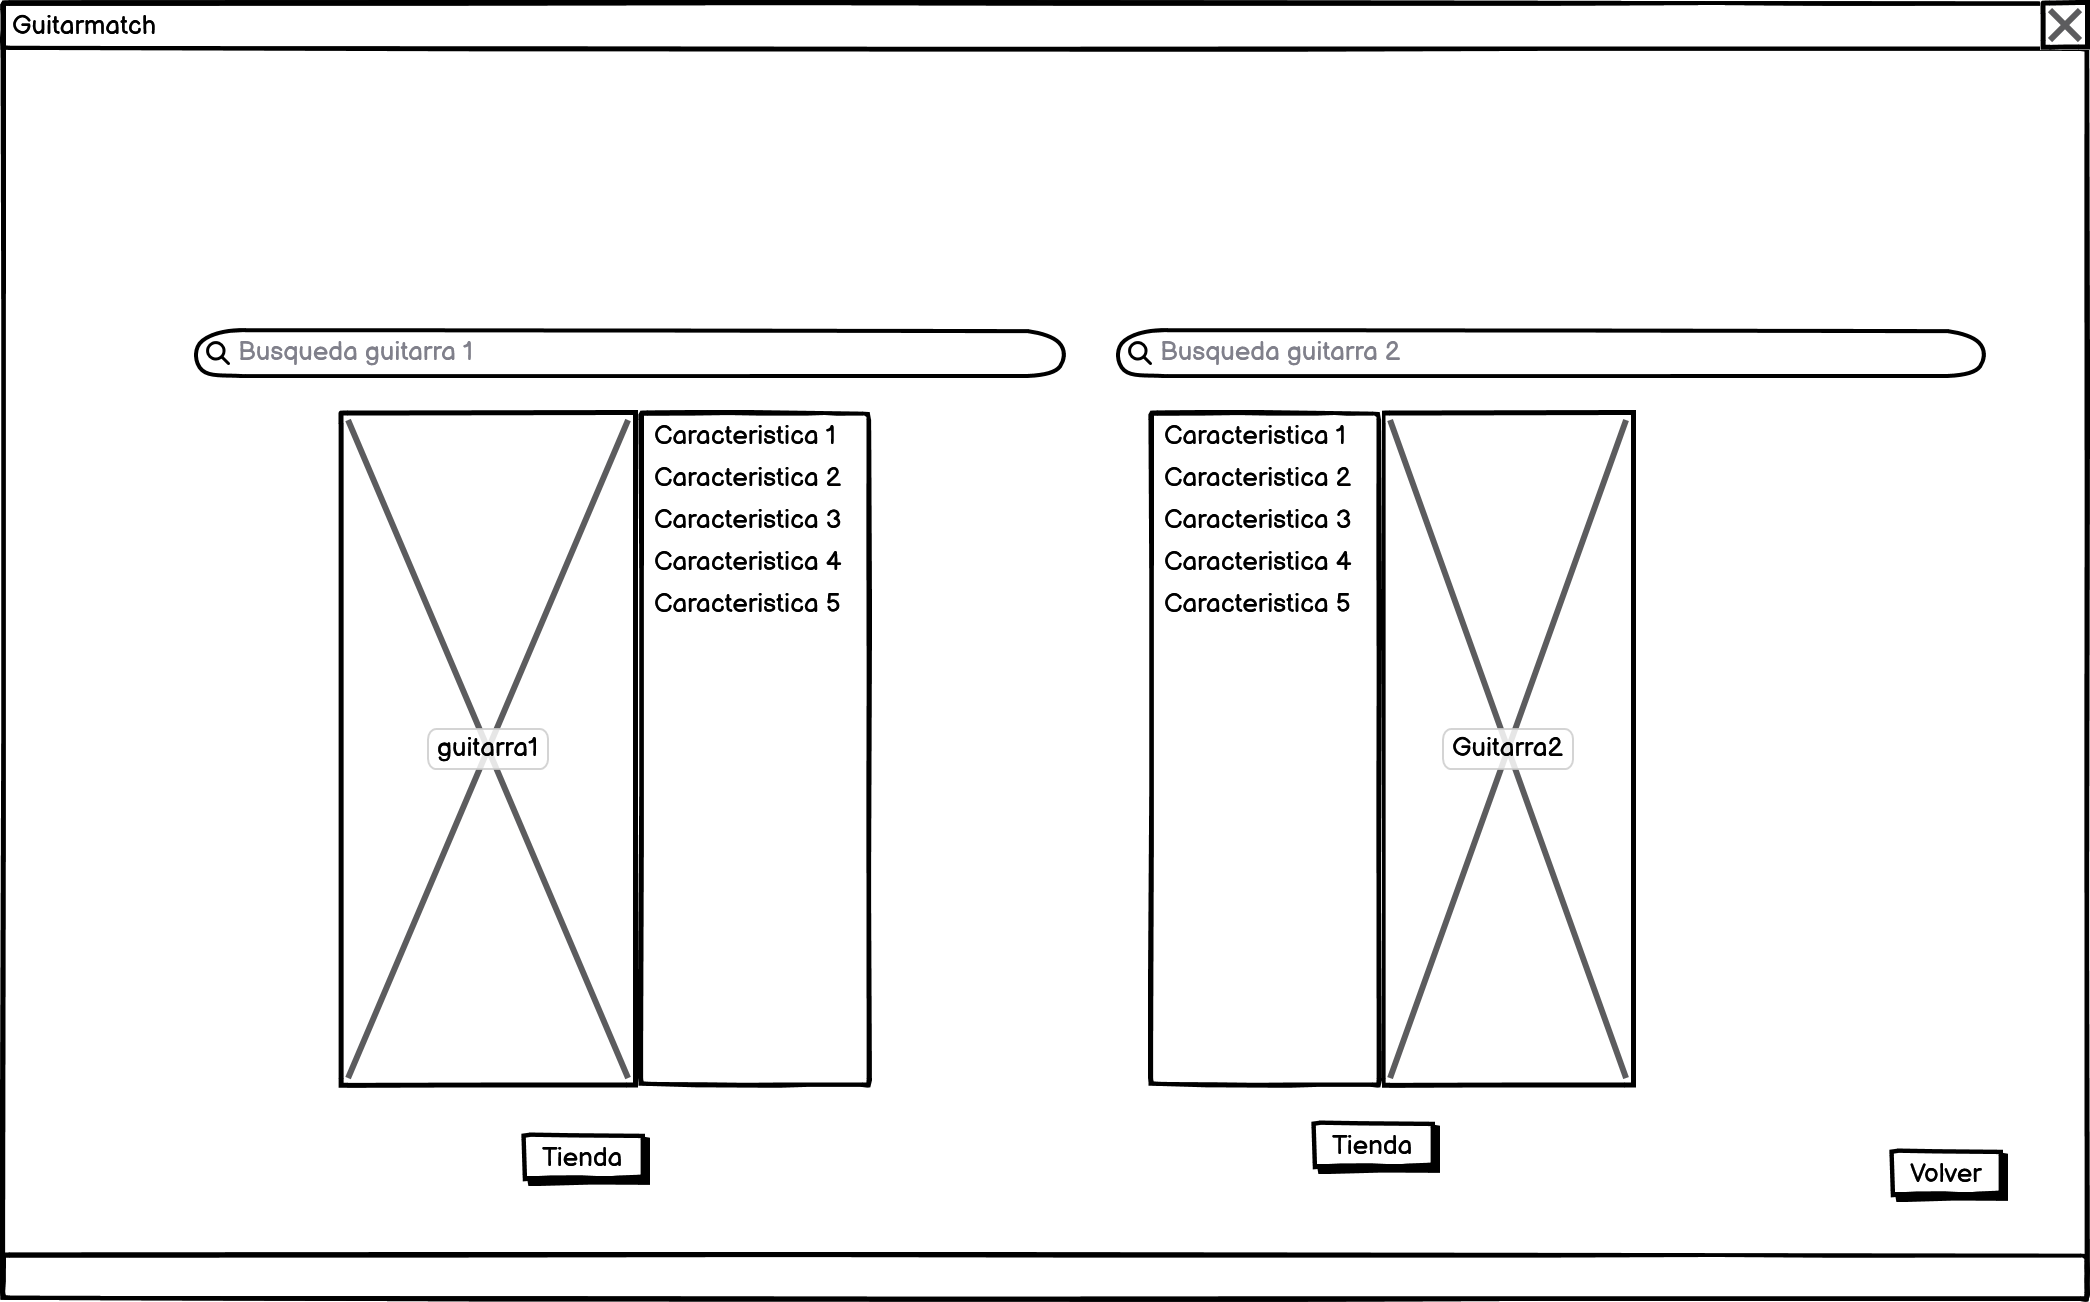 Guitarmatch
Busqueda guitarra 1
Busqueda guitarra 2
Caracteristica 1
Caracteristica 2
Caracteristica 3
Caracteristica 4
Caracteristica 5
guitarra1
Caracteristica 1
Caracteristica 2
Caracteristica 3
Caracteristica 4
Caracteristica 5
Guitarra2
Tienda
Tienda
Volver